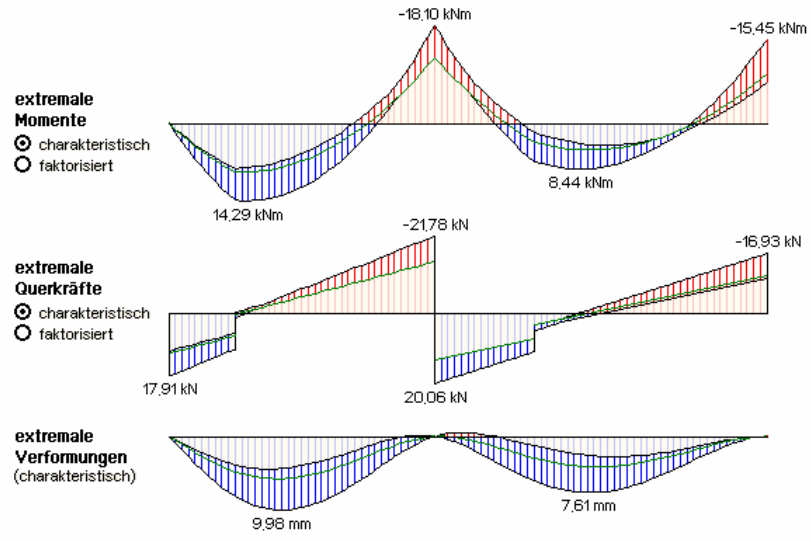 -18,10 kNm
-15,45 kNm
extremale
Momente
charakteristisch
faktorisiert
14,29 kNm
8,44 kNm
-21,78 kN
-16,93 kN
extremale
Querkräfte
charakteristisch
faktorisiert
17,91 kN
20,06 kN
extremale
Verformungen
(charakteristisch)
9,98 mm
7,61 mm